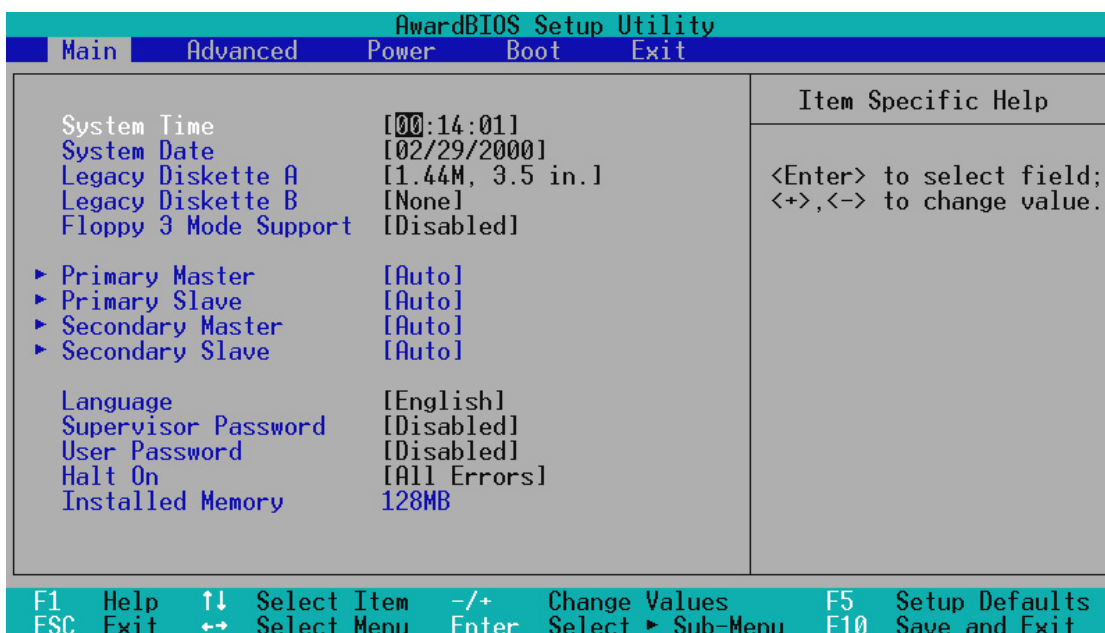 AwardBIOS Setup Utility
Main Advanced Power Boot Exit
System Time [00:14:01]
System Date [02/29/2000]
Legacy Diskette A [1.44M, 3.5 in.]
Legacy Diskette B [None]
Floppy 3 Mode Support [Disabled]
▶ Primary Master [Auto]
▶ Primary Slave [Auto]
▶ Secondary Master [Auto]
▶ Secondary Slave [Auto]
Language [English]
Supervisor Password [Disabled]
User Password [Disabled]
Halt On [All Errors]
Installed Memory 128MB
Item Specific Help
<Enter> to select field;
<+>,<-> to change value.
F1 Help ↑↓ Select Item -/+ Change Values F5 Setup Defaults
ESC Exit ←→ Select Menu Enter Select ▶ Sub-Menu F10 Save and Exit